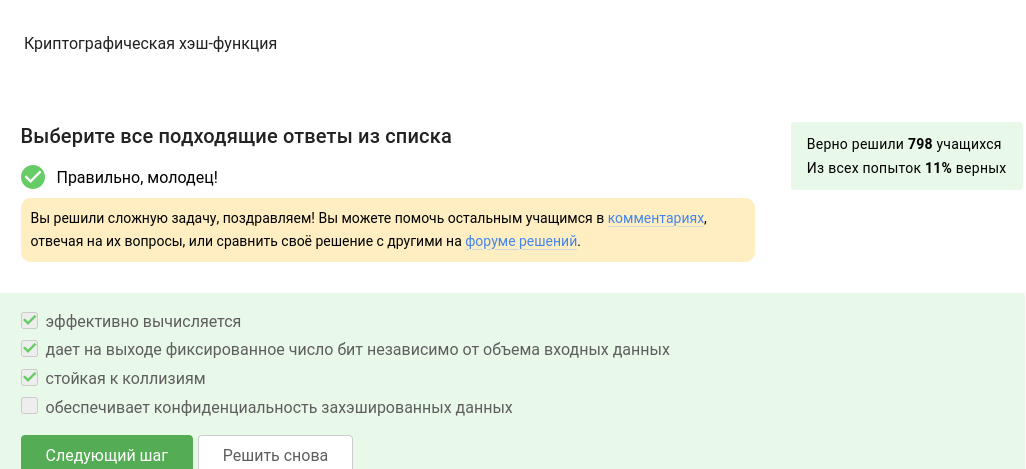 Криптографическая хэш-функция
Выберите все подходящие ответы из списка
Верно решили 798 учащихся
Из всех попыток 11% верных
Правильно, молодец!
Вы решили сложную задачу, поздравляем! Вы можете помочь остальным учащимся в комментариях,
отвечая на их вопросы, или сравнить своё решение с другими на форуме решений.
эффективно вычисляется
дает на выходе фиксированное число бит независимо от объема входных данных
стойкая к коллизиям
обеспечивает конфиденциальность захэшированных данных
Следующий шаг
Решить снова